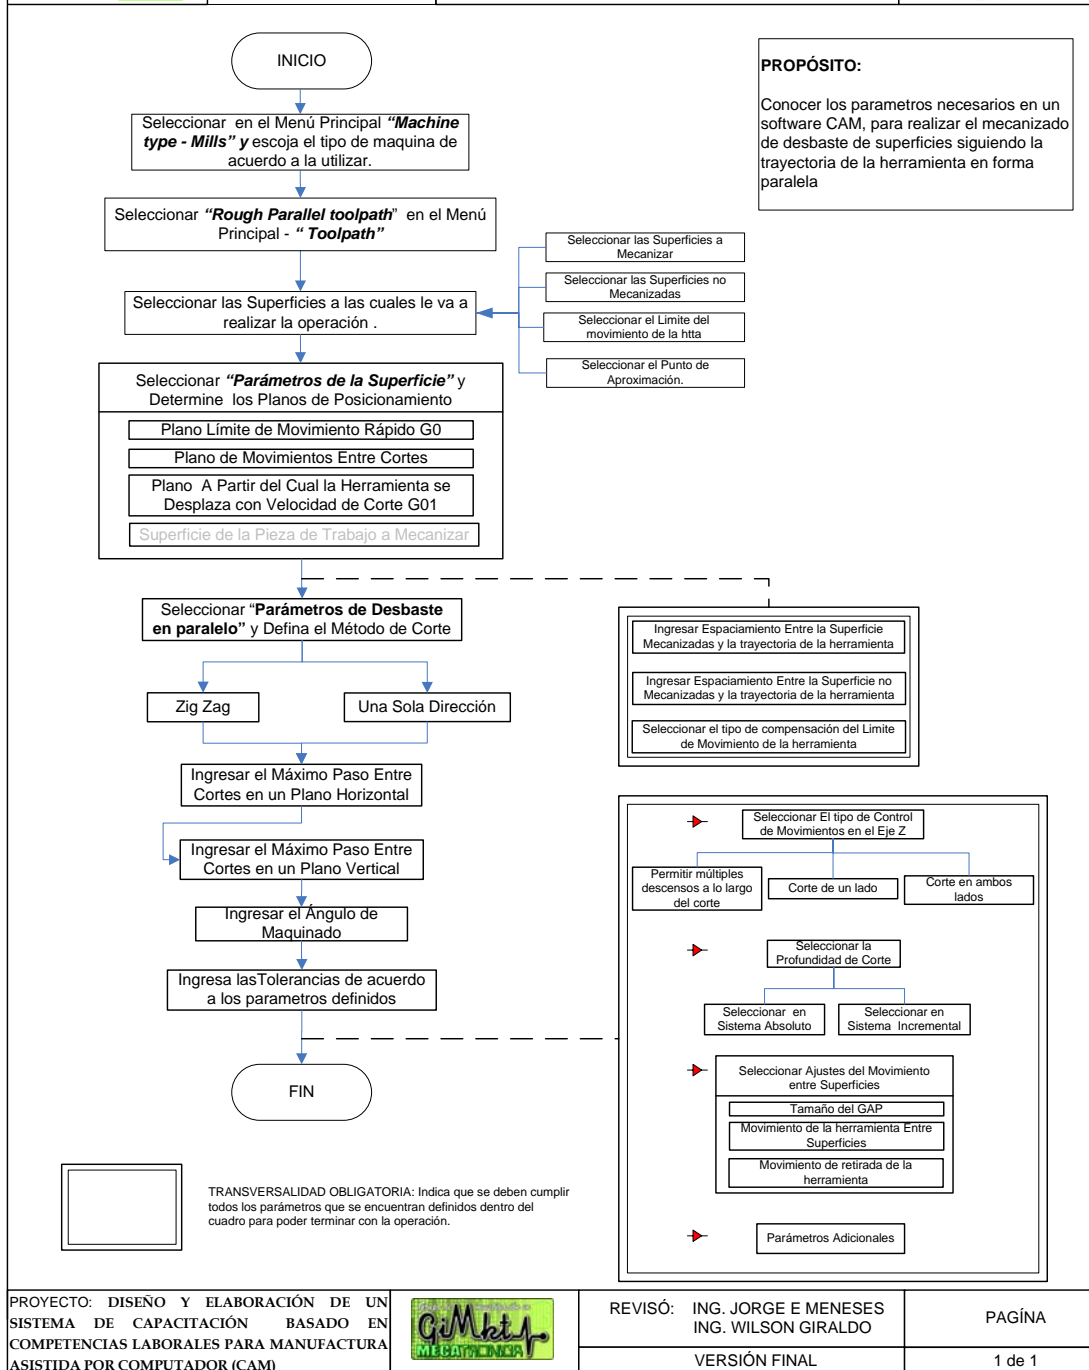 INICIO
PROPÓSITO:
Conocer los parametros necesarios en un
software CAM, para realizar el mecanizado
de desbaste de superficies siguiendo la
trayectoria de la herramienta en forma
paralela
Seleccionar en el Menú Principal “Machine
type - Mills” y escoja el tipo de maquina de
acuerdo a la utilizar.
Seleccionar “Rough Parallel toolpath” en el Menú
Principal - “ Toolpath”
Seleccionar las Superficies a las cuales le va a
realizar la operación .
Seleccionar las Superficies a
Mecanizar
Seleccionar las Superficies no
Mecanizadas
Seleccionar el Limite del
movimiento de la htta
Seleccionar el Punto de
Aproximación.
Seleccionar “Parámetros de la Superficie” y
Determine los Planos de Posicionamiento
Plano Límite de Movimiento Rápido G0
Plano de Movimientos Entre Cortes
Plano A Partir del Cual la Herramienta se
Desplaza con Velocidad de Corte G01
Superficie de la Pieza de Trabajo a Mecanizar
Seleccionar “Parámetros de Desbaste
en paralelo” y Defina el Método de Corte
Zig Zag
Una Sola Dirección
Ingresar el Máximo Paso Entre
Cortes en un Plano Horizontal
Ingresar el Máximo Paso Entre
Cortes en un Plano Vertical
Ingresar el Ángulo de
Maquinado
Ingresa lasTolerancias de acuerdo
a los parametros definidos
FIN
Ingresar Espaciamiento Entre la Superficie
Mecanizadas y la trayectoria de la herramienta
Ingresar Espaciamiento Entre la Superficie no
Mecanizadas y la trayectoria de la herramienta
Seleccionar el tipo de compensación del Limite
de Movimiento de la herramienta
Seleccionar El tipo de Control
de Movimientos en el Eje Z
Permitir múltiples
descensos a lo largo
del corte
Corte de un lado
Corte en ambos
lados
Seleccionar la
Profundidad de Corte
Seleccionar en
Sistema Absoluto
Seleccionar en
Sistema Incremental
Seleccionar Ajustes del Movimiento
entre Superficies
Tamaño del GAP
Movimiento de la herramienta Entre
Superficies
Movimiento de retirada de la
herramienta
Parámetros Adicionales
TRANSVERSALIDAD OBLIGATORIA: Indica que se deben cumplir
todos los parámetros que se encuentran definidos dentro del
cuadro para poder terminar con la operación.
PROYECTO: DISEÑO Y ELABORACIÓN DE UN
SISTEMA DE CAPACITACIÓN BASADO EN
COMPETENCIAS LABORALES PARA MANUFACTURA
ASISTIDA POR COMPUTADOR (CAM)
MECATRONICA
REVISÓ: ING. JORGE E MENESES
ING. WILSON GIRALDO
VERSIÓN FINAL
PAGÍNA
1 de 1